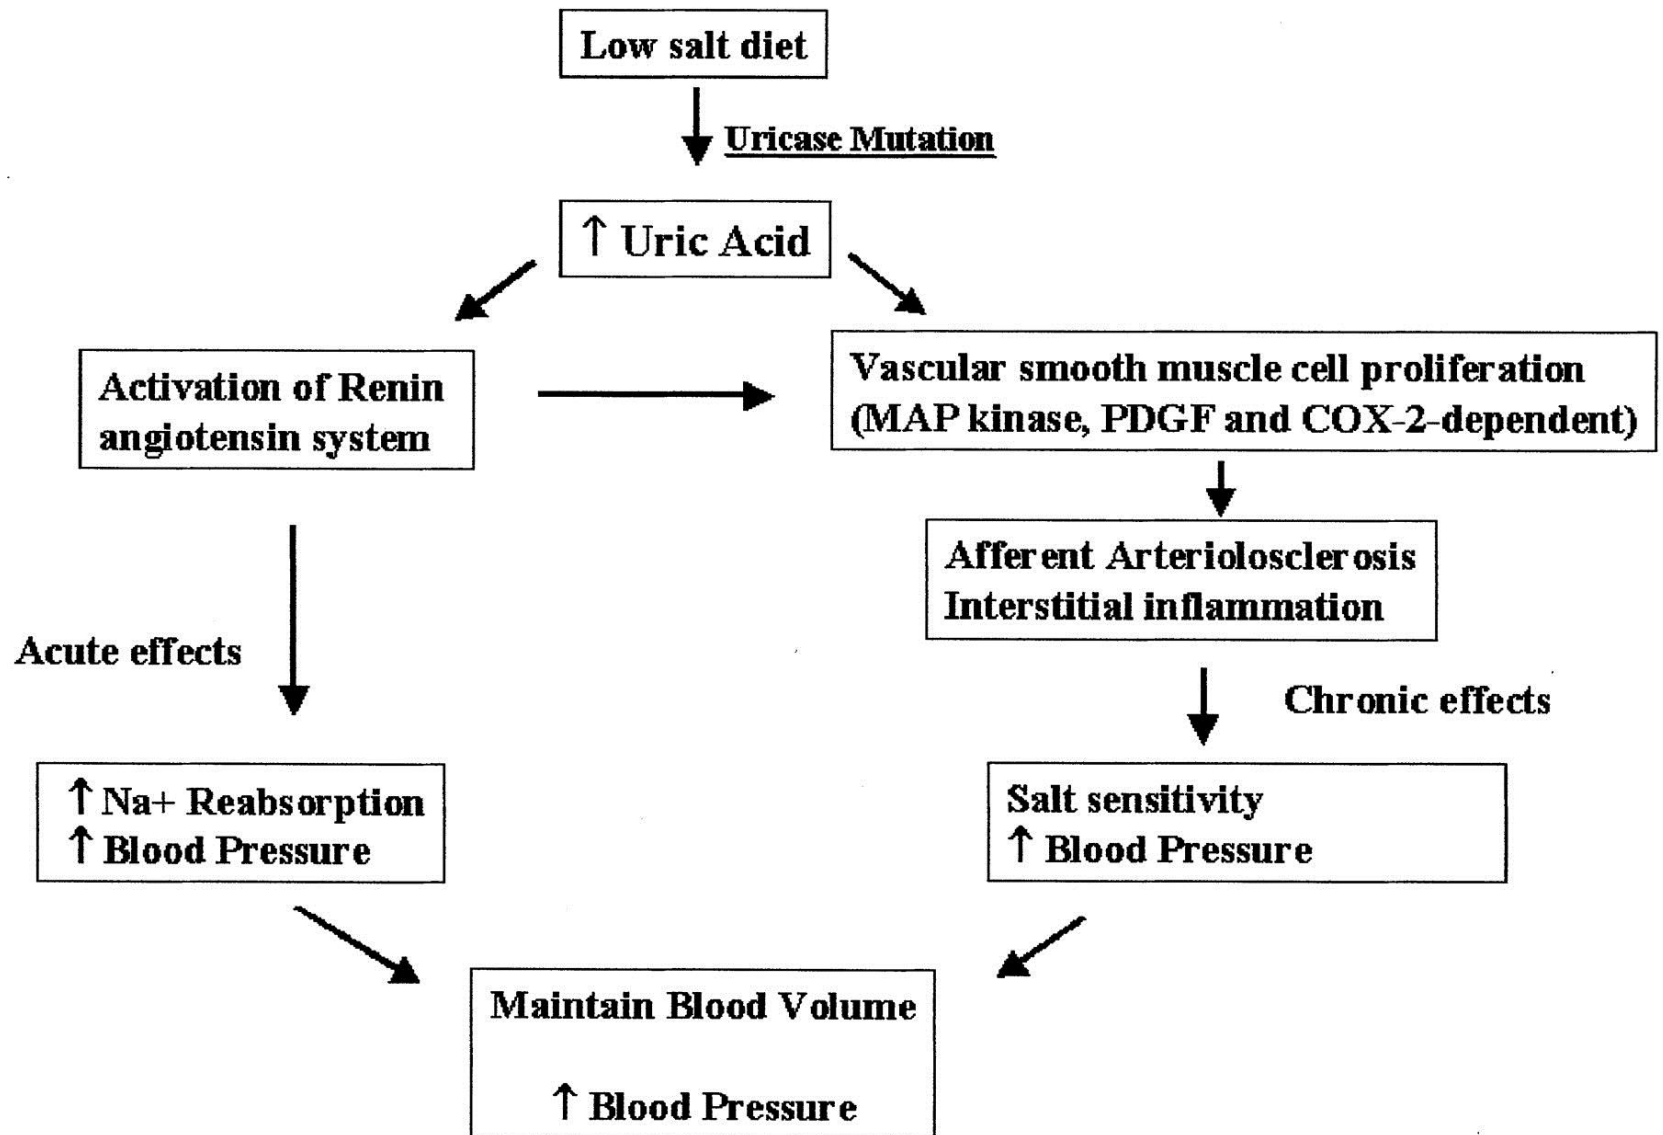 Low salt diet
Uricase Mutation
↑ Uric Acid
Activation of Renin
angiotensin system
Vascular smooth muscle cell proliferation
(MAP kinase, PDGF and COX-2-dependent)
Afferent Arteriolosclerosis
Interstitial inflammation
Acute effects
Chronic effects
↑ Na+ Reabsorption
↑ Blood Pressure
Salt sensitivity
↑ Blood Pressure
Maintain Blood Volume
↑ Blood Pressure